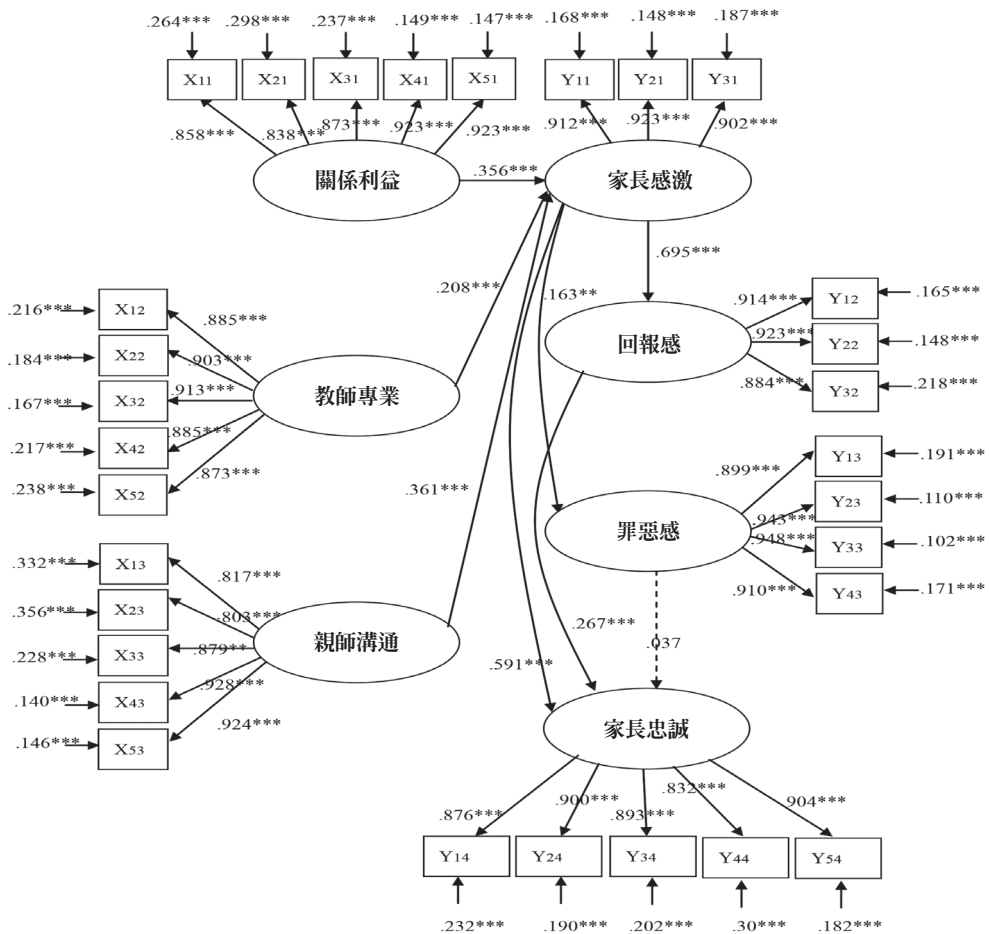 .264*** .298*** .237*** .149*** .147*** .168*** .148*** .187***
X11 X21 X31 X41 X51 Y11 Y21 Y31
.858*** .838*** .873*** .923*** .923*** .912*** .923*** .902***
關係利益 .356*** 家長感激
.695***
.208*** .163**
.216*** X12 .885***
.184*** X22 .903***
.167*** X32 .913***
.217*** X42 .885***
.238*** X52 .873***
教師專業
回報感
.914*** Y12 .165***
.923*** Y22 .148***
.884*** Y32 .218***
.361***
罪惡感
.899*** Y13 .191***
.943*** Y23 .110***
.948*** Y33 .102***
.910*** Y43 .171***
.332*** X13 .817***
.356*** X23 .803***
.228*** X33 .879**
.140*** X43 .928***
.146*** X53 .924***
親師溝通
.591*** .267*** .037
家長忠誠
.876*** .900*** .893*** .832*** 904***
Y14 Y24 Y34 Y44 Y54
.232*** .190*** .202*** .30*** .182***